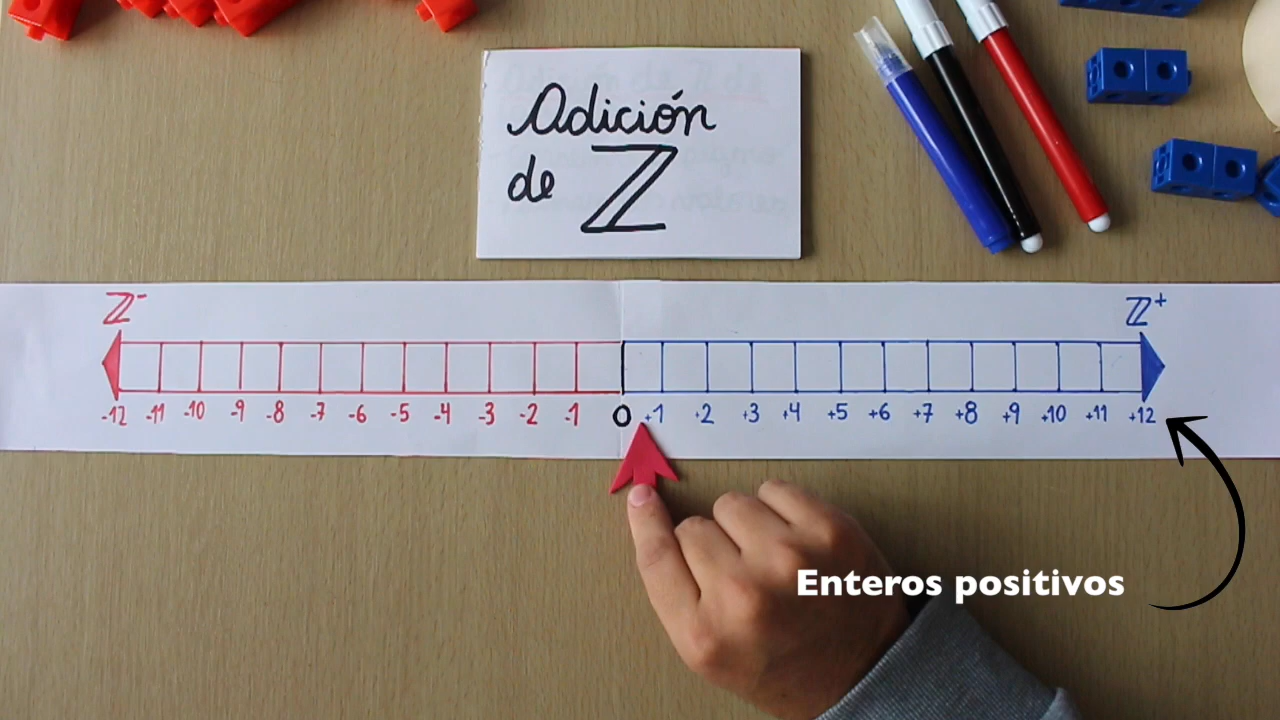 Adición
de ℤ
ℤ⁻ ℤ⁺
-12 -11 -10 -9 -8 -7 -6 -5 -4 -3 -2 -1 0 +1 +2 +3 +4 +5 +6 +7 +8 +9 +10 +11 +12
Enteros positivos